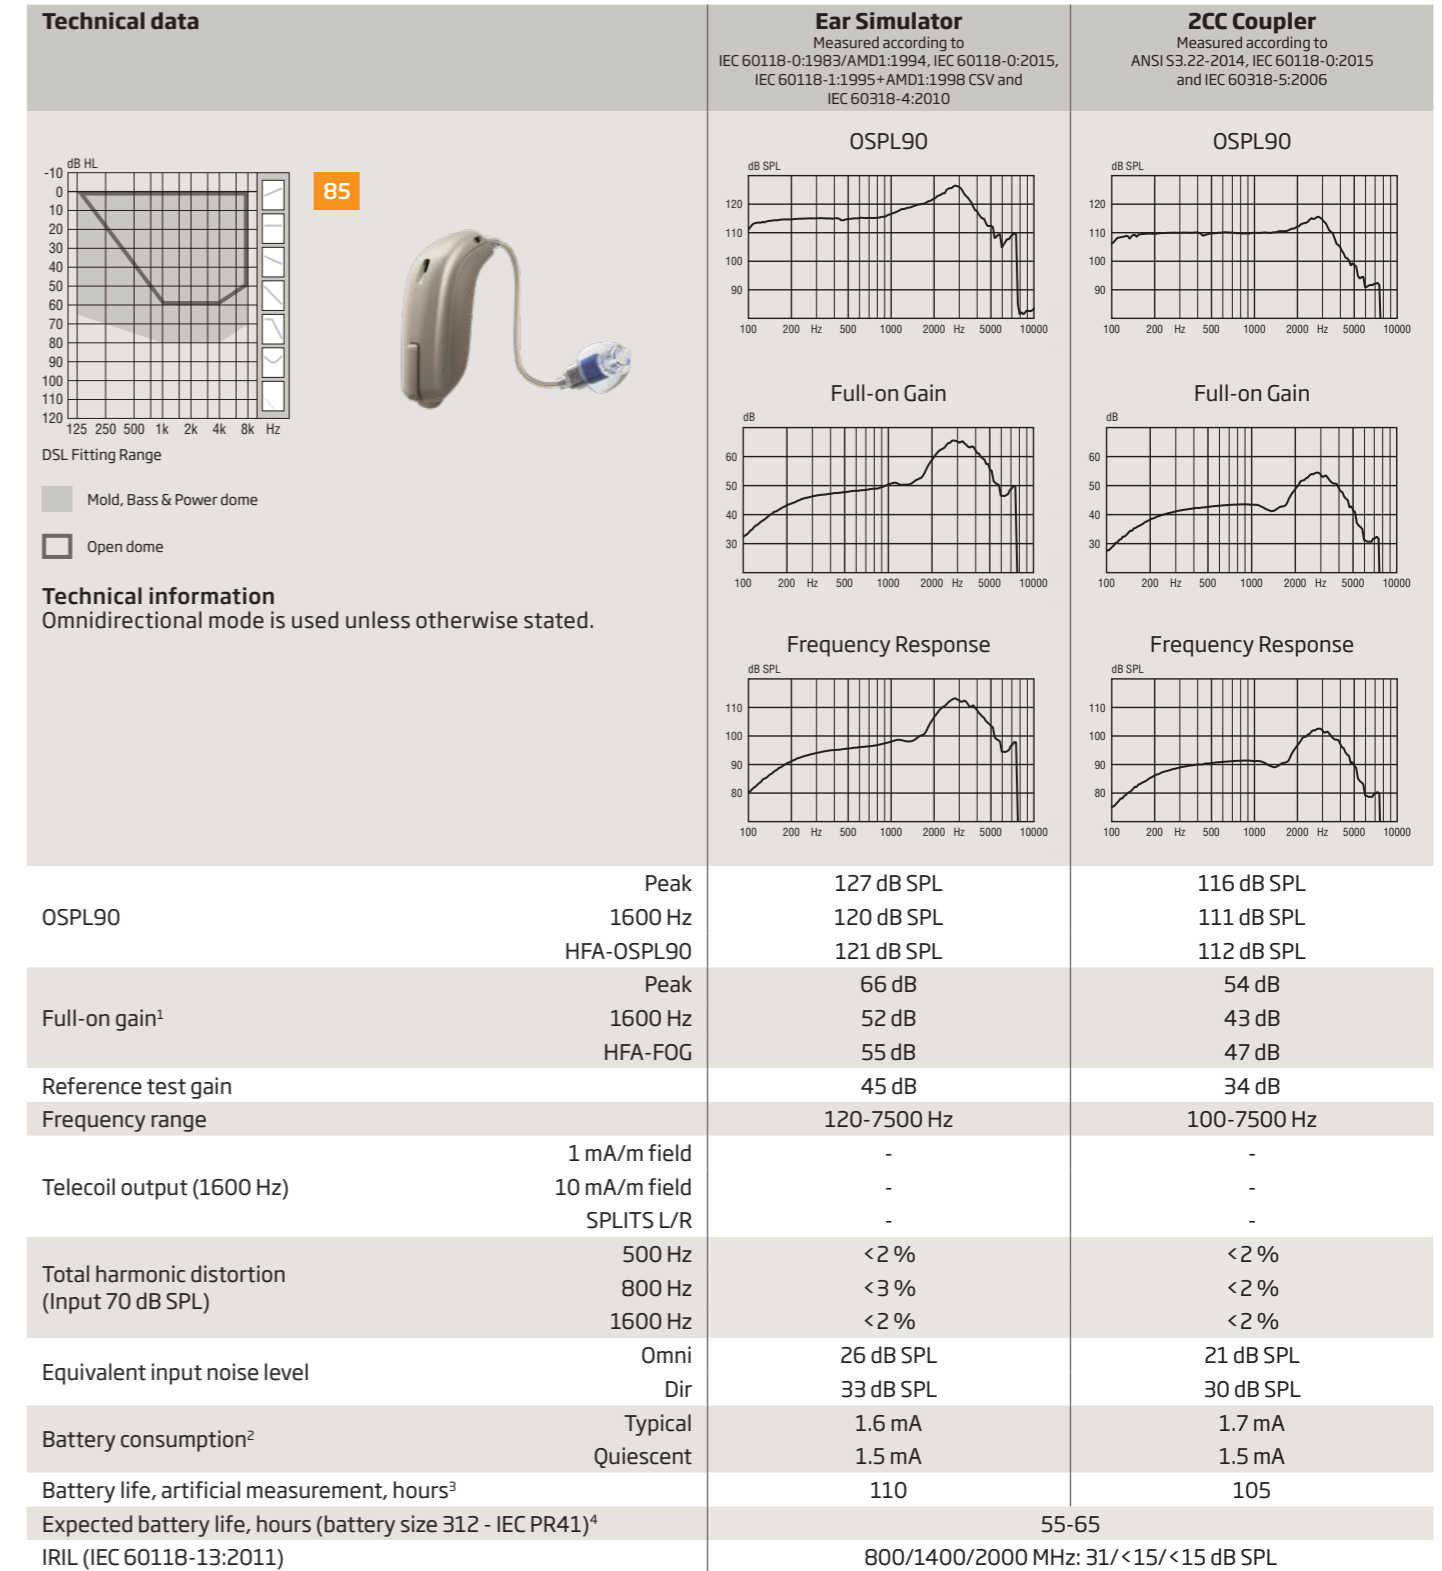 Technical data
Ear Simulator
Measured according to
IEC 60118-0:1983/AMD1:1994, IEC 60118-0:2015,
IEC 60118-1:1995+AMD1:1998 CSV and
IEC 60318-4:2010
2CC Coupler
Measured according to
ANSI S3.22-2014, IEC 60118-0:2015
and IEC 60318-5:2006
dB HL
-10
0
10
20
30
40
50
60
70
80
90
100
110
120
125 250 500 1k 2k 4k 8k Hz
85
DSL Fitting Range
Mold, Bass & Power dome
Open dome
Technical information
Omnidirectional mode is used unless otherwise stated.
OSPL90
dB SPL
120
110
100
90
100 200 Hz 500 1000 2000 Hz 5000 10000
OSPL90
dB SPL
120
110
100
90
100 200 Hz 500 1000 2000 Hz 5000 10000
Full-on Gain
dB
60
50
40
30
100 200 Hz 500 1000 2000 Hz 5000 10000
Full-on Gain
dB
60
50
40
30
100 200 Hz 500 1000 2000 Hz 5000 10000
Frequency Response
dB SPL
110
100
90
80
100 200 Hz 500 1000 2000 Hz 5000 10000
Frequency Response
dB SPL
110
100
90
80
100 200 Hz 500 1000 2000 Hz 5000 10000
OSPL90
Peak 127 dB SPL 116 dB SPL
1600 Hz 120 dB SPL 111 dB SPL
HFA-OSPL90 121 dB SPL 112 dB SPL
Full-on gain¹
Peak 66 dB 54 dB
1600 Hz 52 dB 43 dB
HFA-FOG 55 dB 47 dB
Reference test gain 45 dB 34 dB
Frequency range 120-7500 Hz 100-7500 Hz
Telecoil output (1600 Hz)
1 mA/m field - -
10 mA/m field - -
SPLITS L/R - -
Total harmonic distortion
(Input 70 dB SPL)
500 Hz <2 % <2 %
800 Hz <3 % <2 %
1600 Hz <2 % <2 %
Equivalent input noise level
Omni 26 dB SPL 21 dB SPL
Dir 33 dB SPL 30 dB SPL
Battery consumption²
Typical 1.6 mA 1.7 mA
Quiescent 1.5 mA 1.5 mA
Battery life, artificial measurement, hours³ 110 105
Expected battery life, hours (battery size 312 - IEC PR41)⁴ 55-65
IRIL (IEC 60118-13:2011) 800/1400/2000 MHz: 31/<15/<15 dB SPL